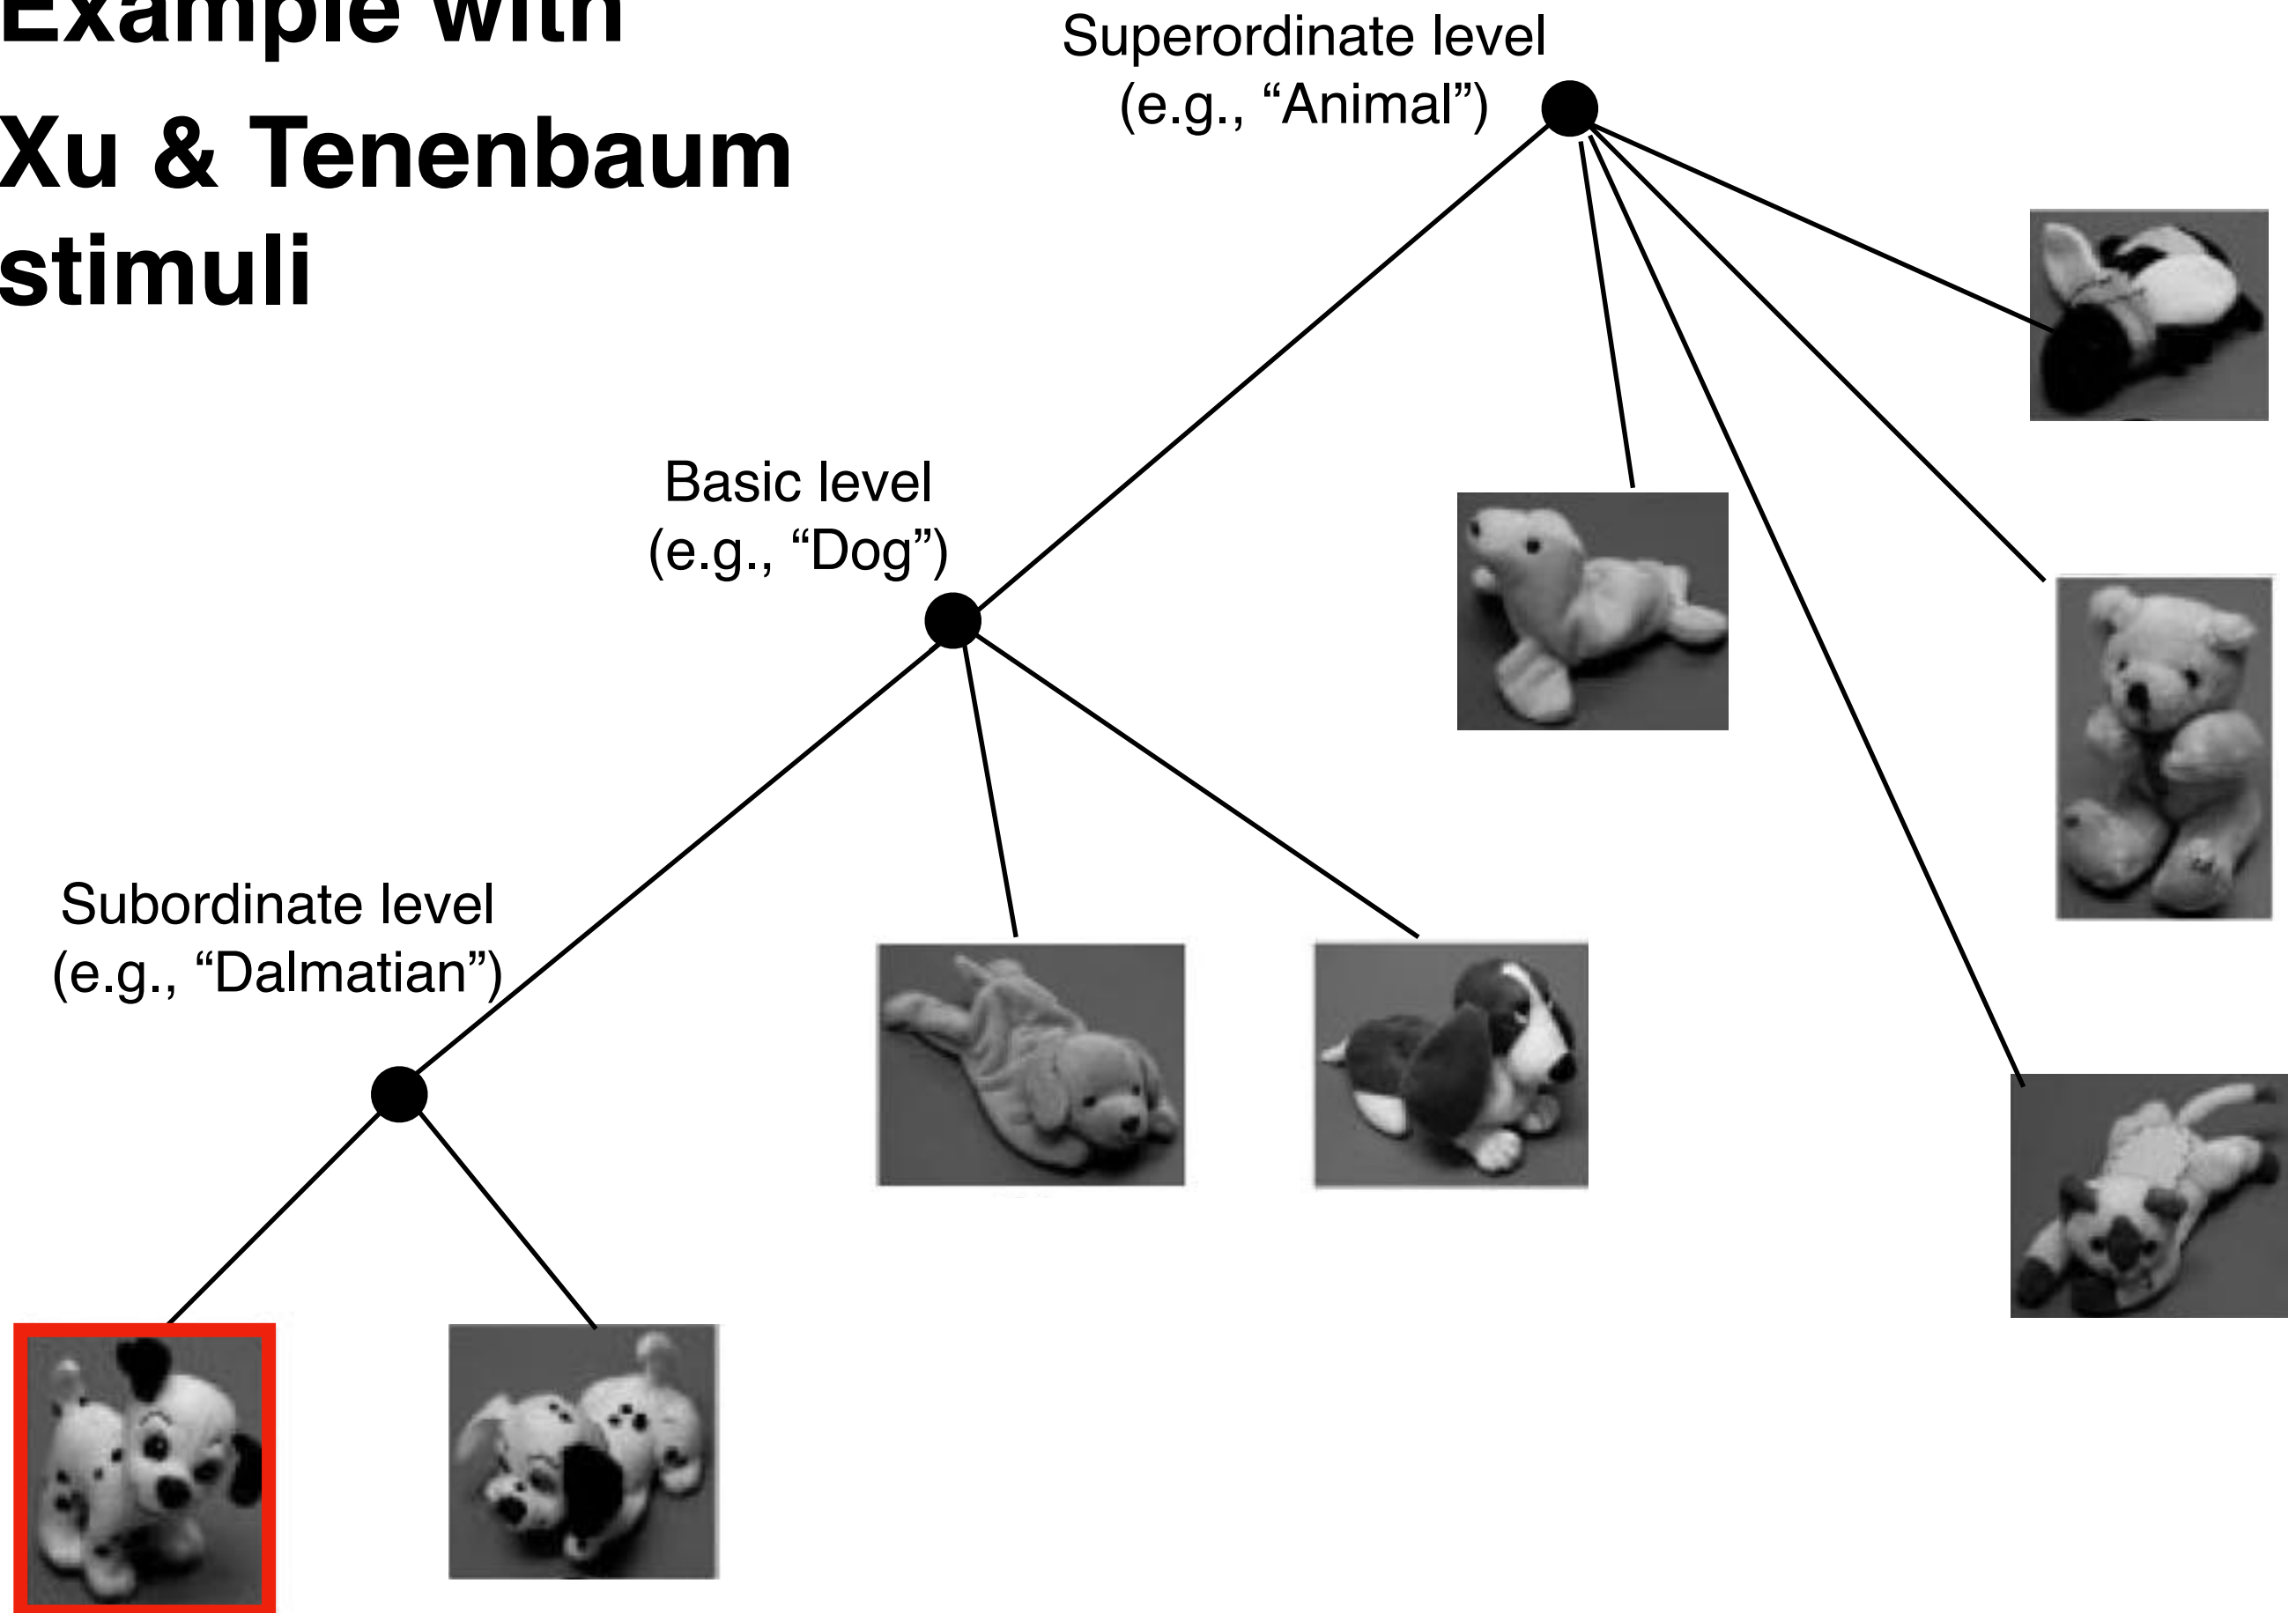 Example with
Xu & Tenenbaum
stimuli
Superordinate level
(e.g., “Animal”)
Basic level
(e.g., “Dog”)
Subordinate level
(e.g., “Dalmatian”)